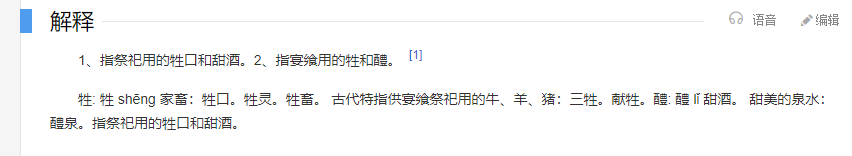 解释 语音 编辑
1、指祭祀用的牲口和甜酒。2、指宴飨用的牲和醴。 [1]
牲: 牲 shēng 家畜：牲口。牲灵。牲畜。 古代特指供宴飨祭祀用的牛、羊、猪：三牲。献牲。醴: 醴 lǐ 甜酒。 甜美的泉水：
醴泉。指祭祀用的牲口和甜酒。